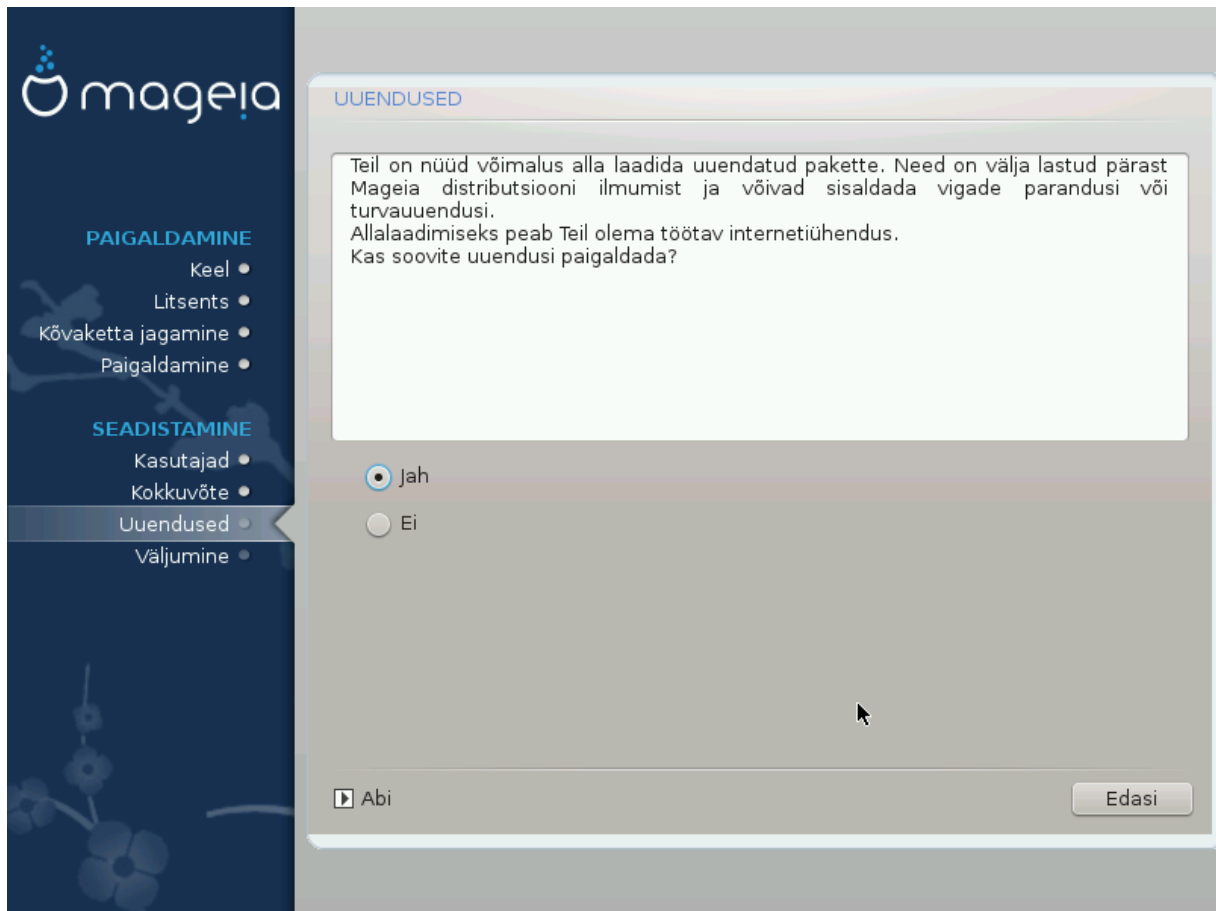 mageia
PAIGALDAMINE
Keel
Litsents
Kõvaketta jagamine
Paigaldamine
SEADISTAMINE
Kasutajad
Kokkuvõte
Uuendused
Väljumine
UUENDUSED
Teil on nüüd võimalus alla laadida uuendatud pakette. Need on välja lastud pärast
Mageia distributsiooni ilmumist ja võivad sisaldada vigade parandusi või
turvauuendusi.
Allalaadimiseks peab Teil olema töötav internetiühendus.
Kas soovite uuendusi paigaldada?
Jah
Ei
Abi
Edasi